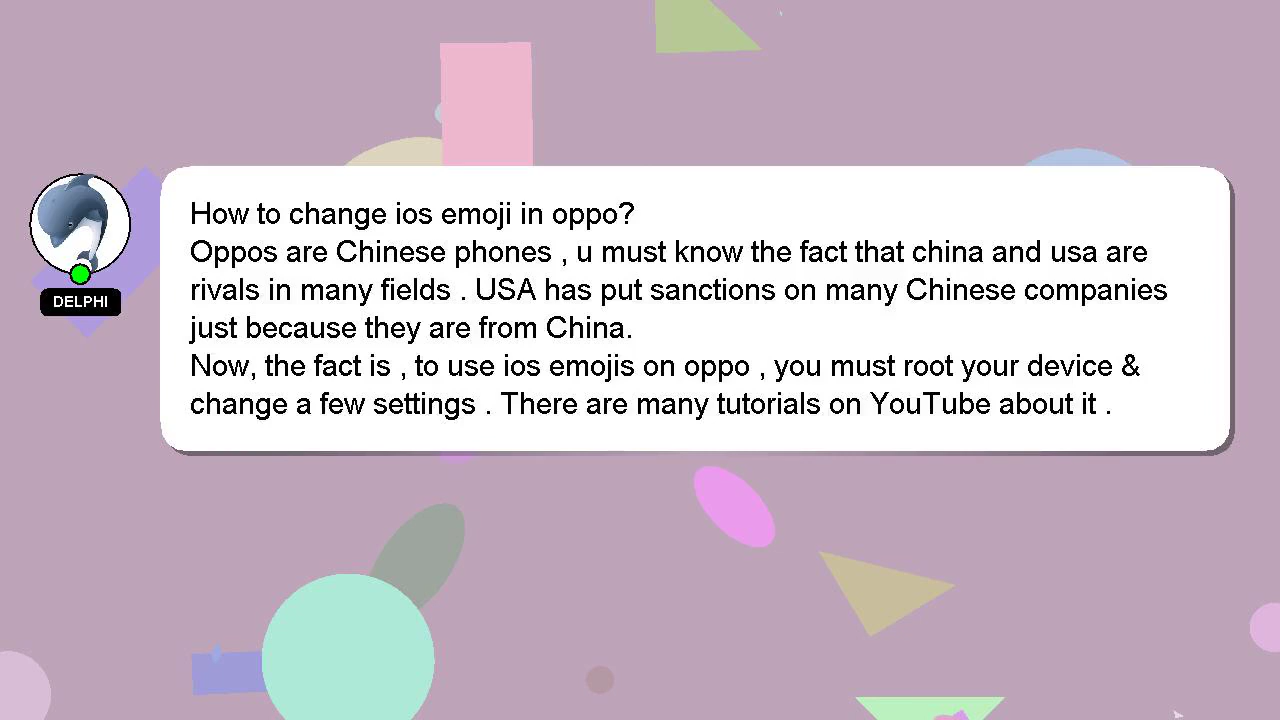 How to change ios emoji in oppo?
Oppos are Chinese phones , u must know the fact that china and usa are
rivals in many fields . USA has put sanctions on many Chinese companies
just because they are from China.
Now, the fact is , to use ios emojis on oppo , you must root your device &
change a few settings . There are many tutorials on YouTube about it .
DELPHI